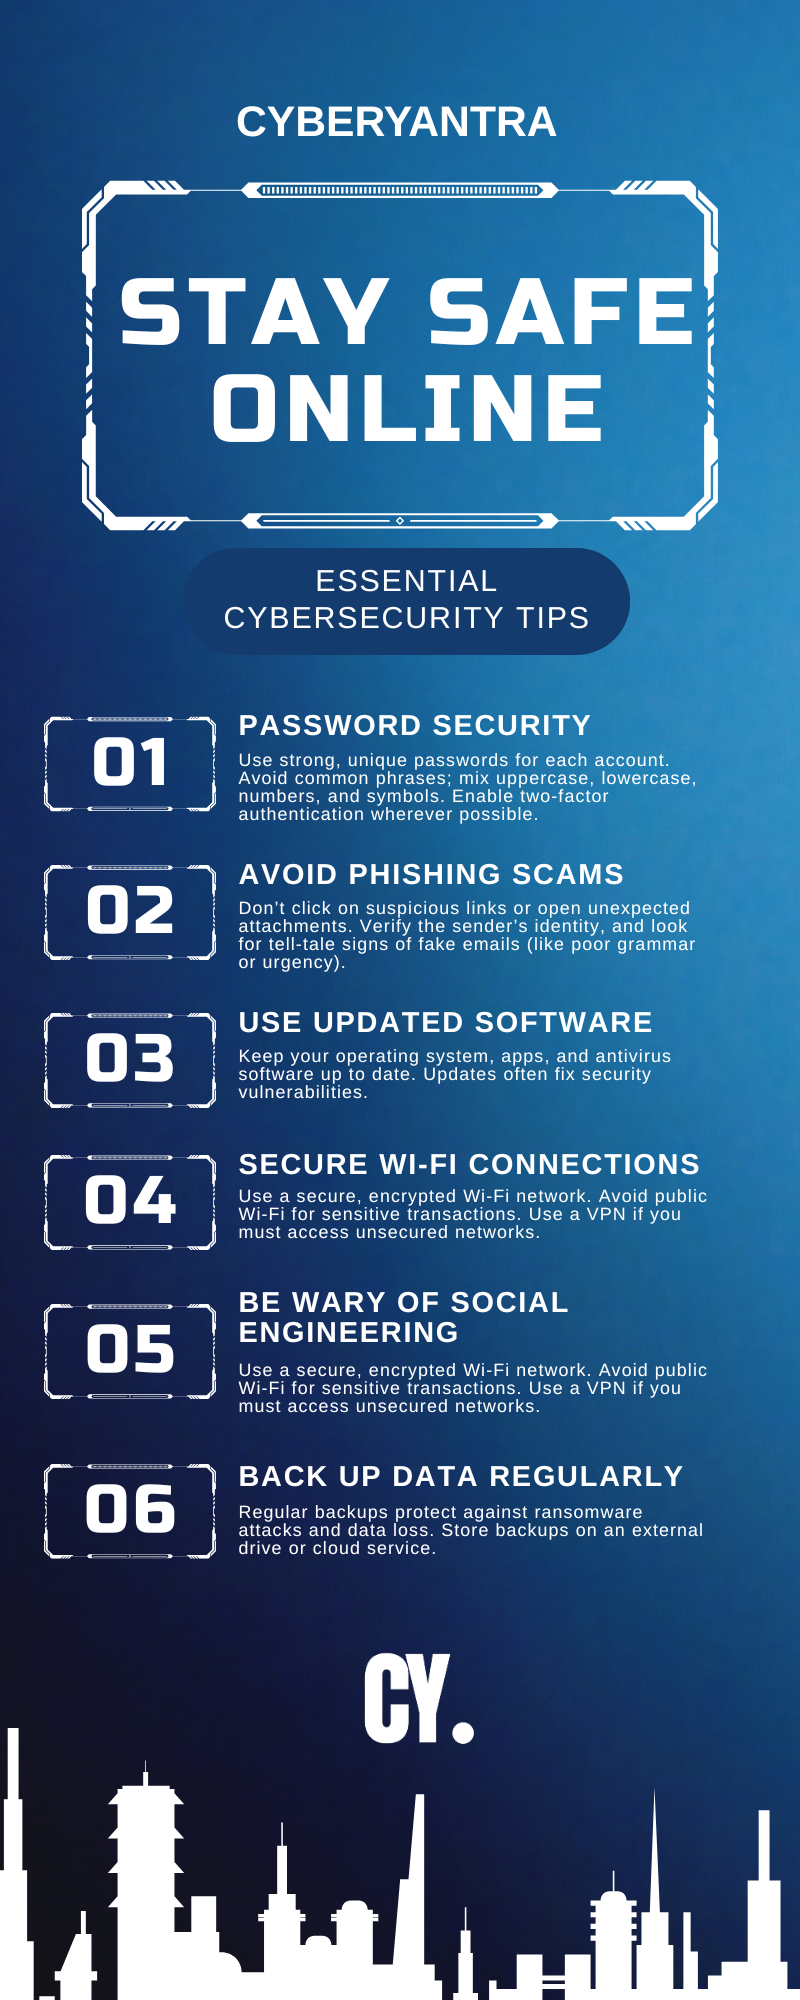 CYBERYANTRA
STAY SAFE
ONLINE
ESSENTIAL
CYBERSECURITY TIPS
01
PASSWORD SECURITY
Use strong, unique passwords for each account.
Avoid common phrases; mix uppercase, lowercase,
numbers, and symbols. Enable two-factor
authentication wherever possible.
02
AVOID PHISHING SCAMS
Don’t click on suspicious links or open unexpected
attachments. Verify the sender’s identity, and look
for tell-tale signs of fake emails (like poor grammar
or urgency).
03
USE UPDATED SOFTWARE
Keep your operating system, apps, and antivirus
software up to date. Updates often fix security
vulnerabilities.
04
SECURE WI-FI CONNECTIONS
Use a secure, encrypted Wi-Fi network. Avoid public
Wi-Fi for sensitive transactions. Use a VPN if you
must access unsecured networks.
05
BE WARY OF SOCIAL
ENGINEERING
Use a secure, encrypted Wi-Fi network. Avoid public
Wi-Fi for sensitive transactions. Use a VPN if you
must access unsecured networks.
06
BACK UP DATA REGULARLY
Regular backups protect against ransomware
attacks and data loss. Store backups on an external
drive or cloud service.
CY.